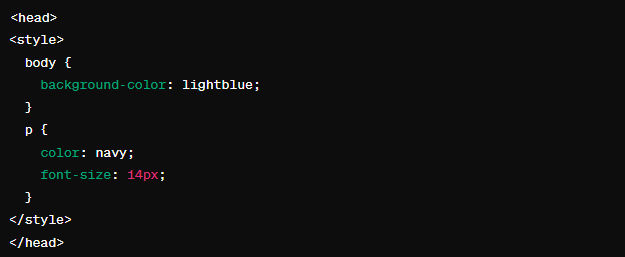 <head>
<style>
  body {
    background-color: lightblue;
  }
  p {
    color: navy;
    font-size: 14px;
  }
</style>
</head>